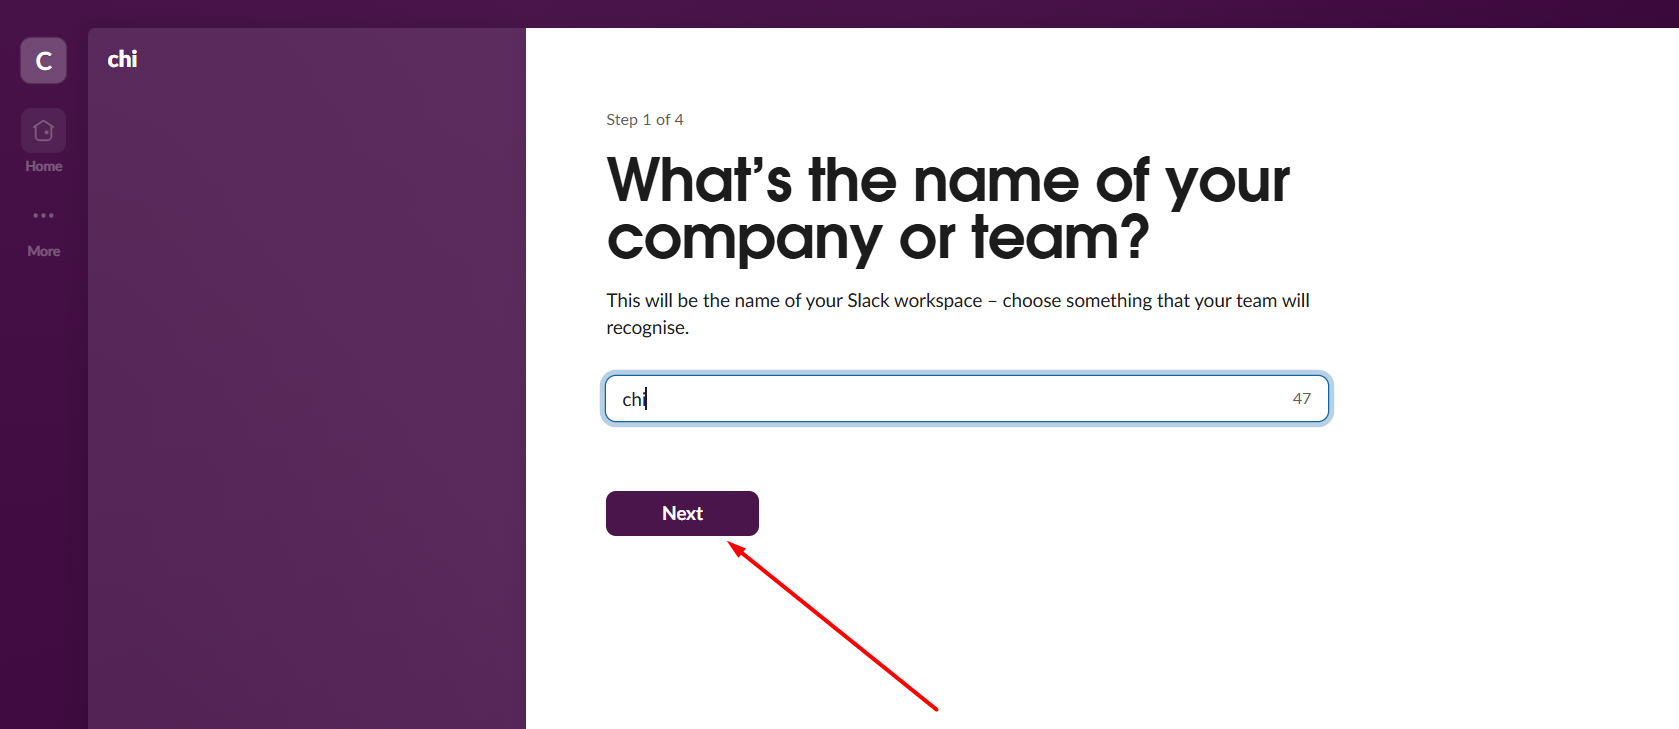 C
chi
Home
More
Step 1 of 4
What's the name of your
company or team?
This will be the name of your Slack workspace – choose something that your team will
recognise.
chi
47
Next